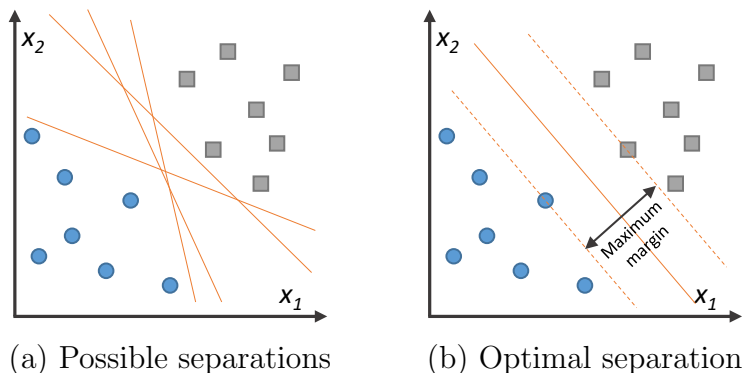 x2
x1
(a) Possible separations
x2
Maximum
margin
x1
(b) Optimal separation